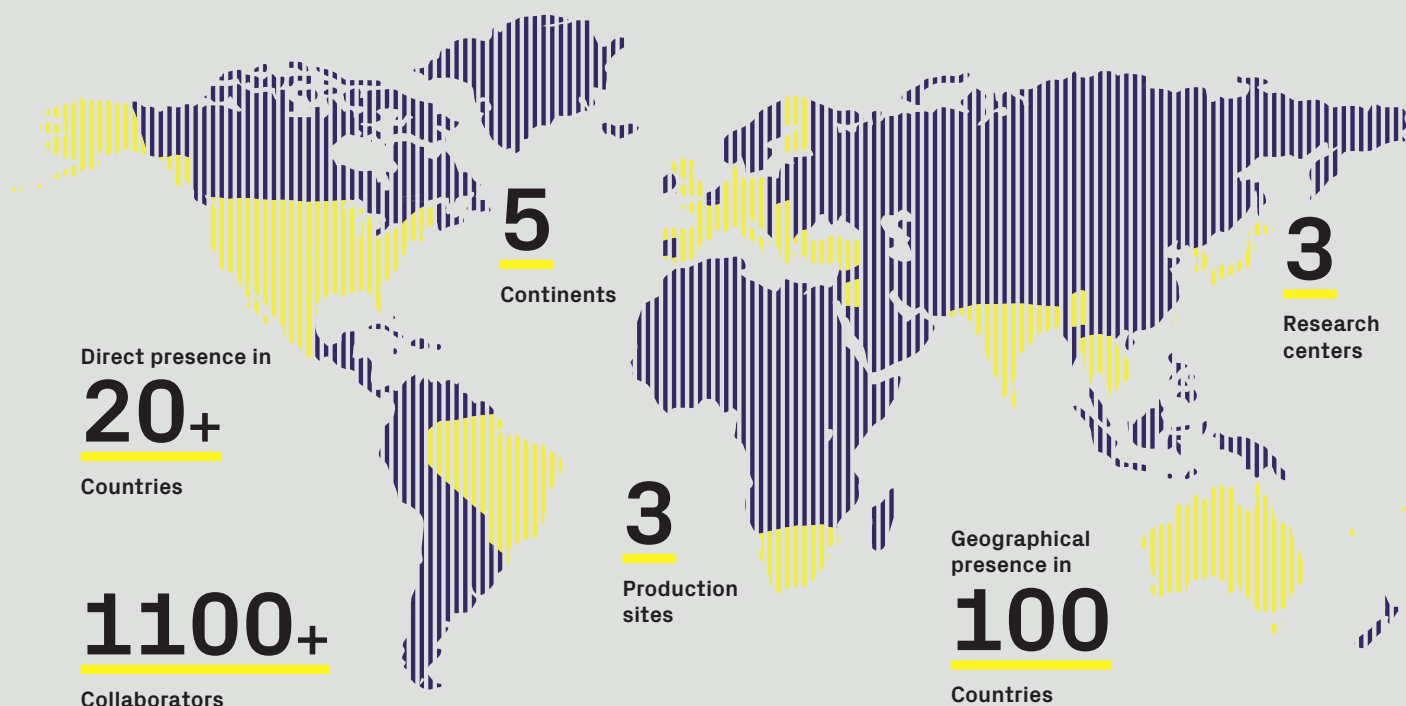 5
Continents
3
Research
centers
Direct presence in
20+
Countries
3
Production
sites
Geographical
presence in
100
Countries
1100+
Collaborators